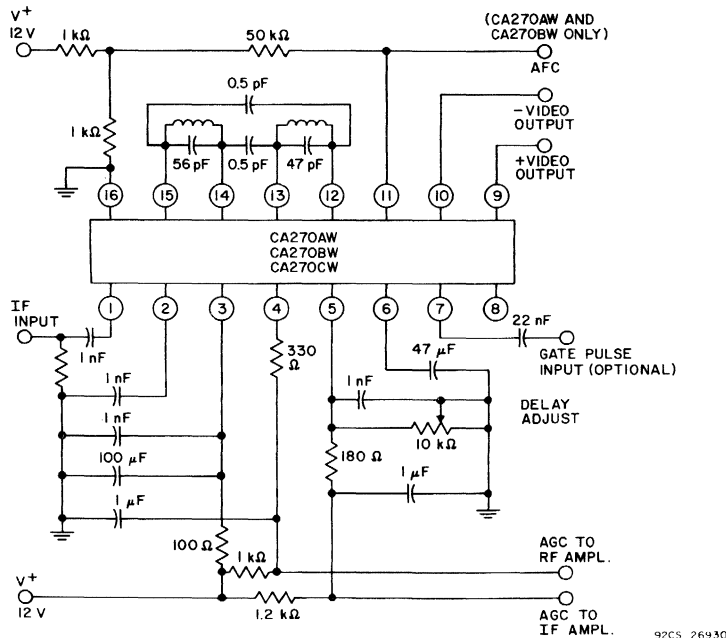 V+
12 V
1 kΩ
50 kΩ
(CA270AW AND
CA270BW ONLY)
AFC
0.5 pF
−VIDEO
OUTPUT
1 kΩ
56 pF
0.5 pF
47 pF
+VIDEO
OUTPUT
16
15
14
13
12
11
10
9
CA270AW
CA270BW
CA270CW
1
2
3
4
5
6
7
8
IF
INPUT
1 nF
330
Ω
47 μF
22 nF
GATE PULSE
INPUT (OPTIONAL)
1 nF
1 nF
DELAY
ADJUST
1 nF
10 kΩ
100 μF
180 Ω
1 μF
1 μF
100 Ω
1 kΩ
AGC TO
RF AMPL.
V+
12 V
1.2 kΩ
AGC TO
IF AMPL.
92CS 26930